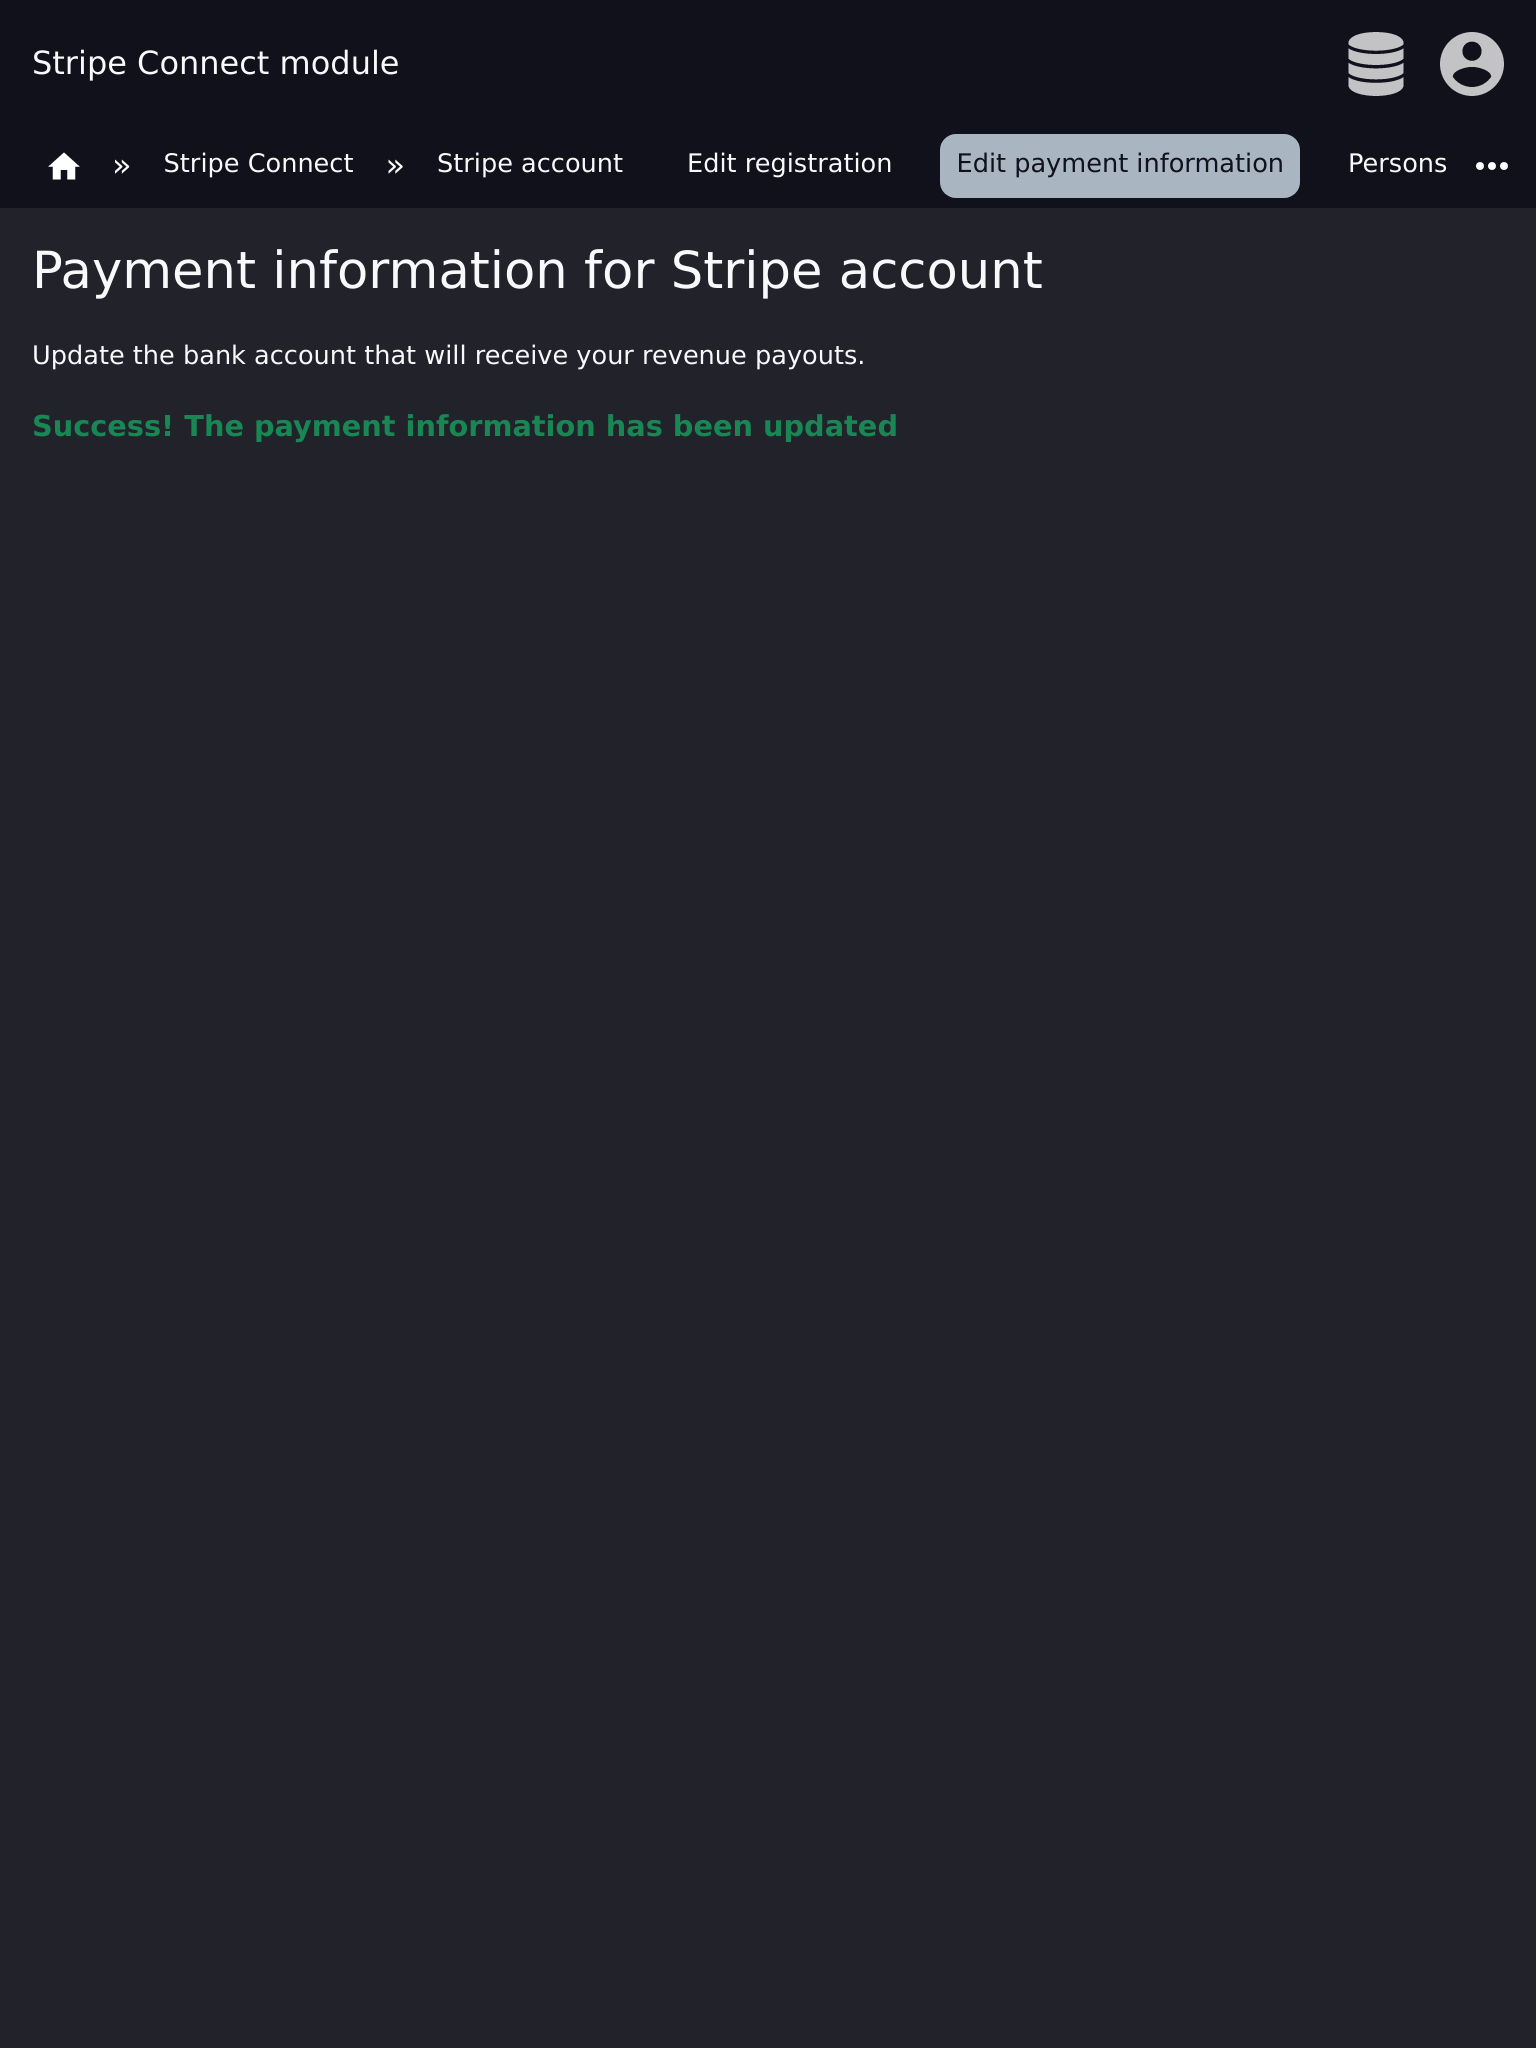 Stripe Connect module
» Stripe Connect » Stripe account Edit registration Edit payment information Persons •••
Payment information for Stripe account
Update the bank account that will receive your revenue payouts.
Success! The payment information has been updated